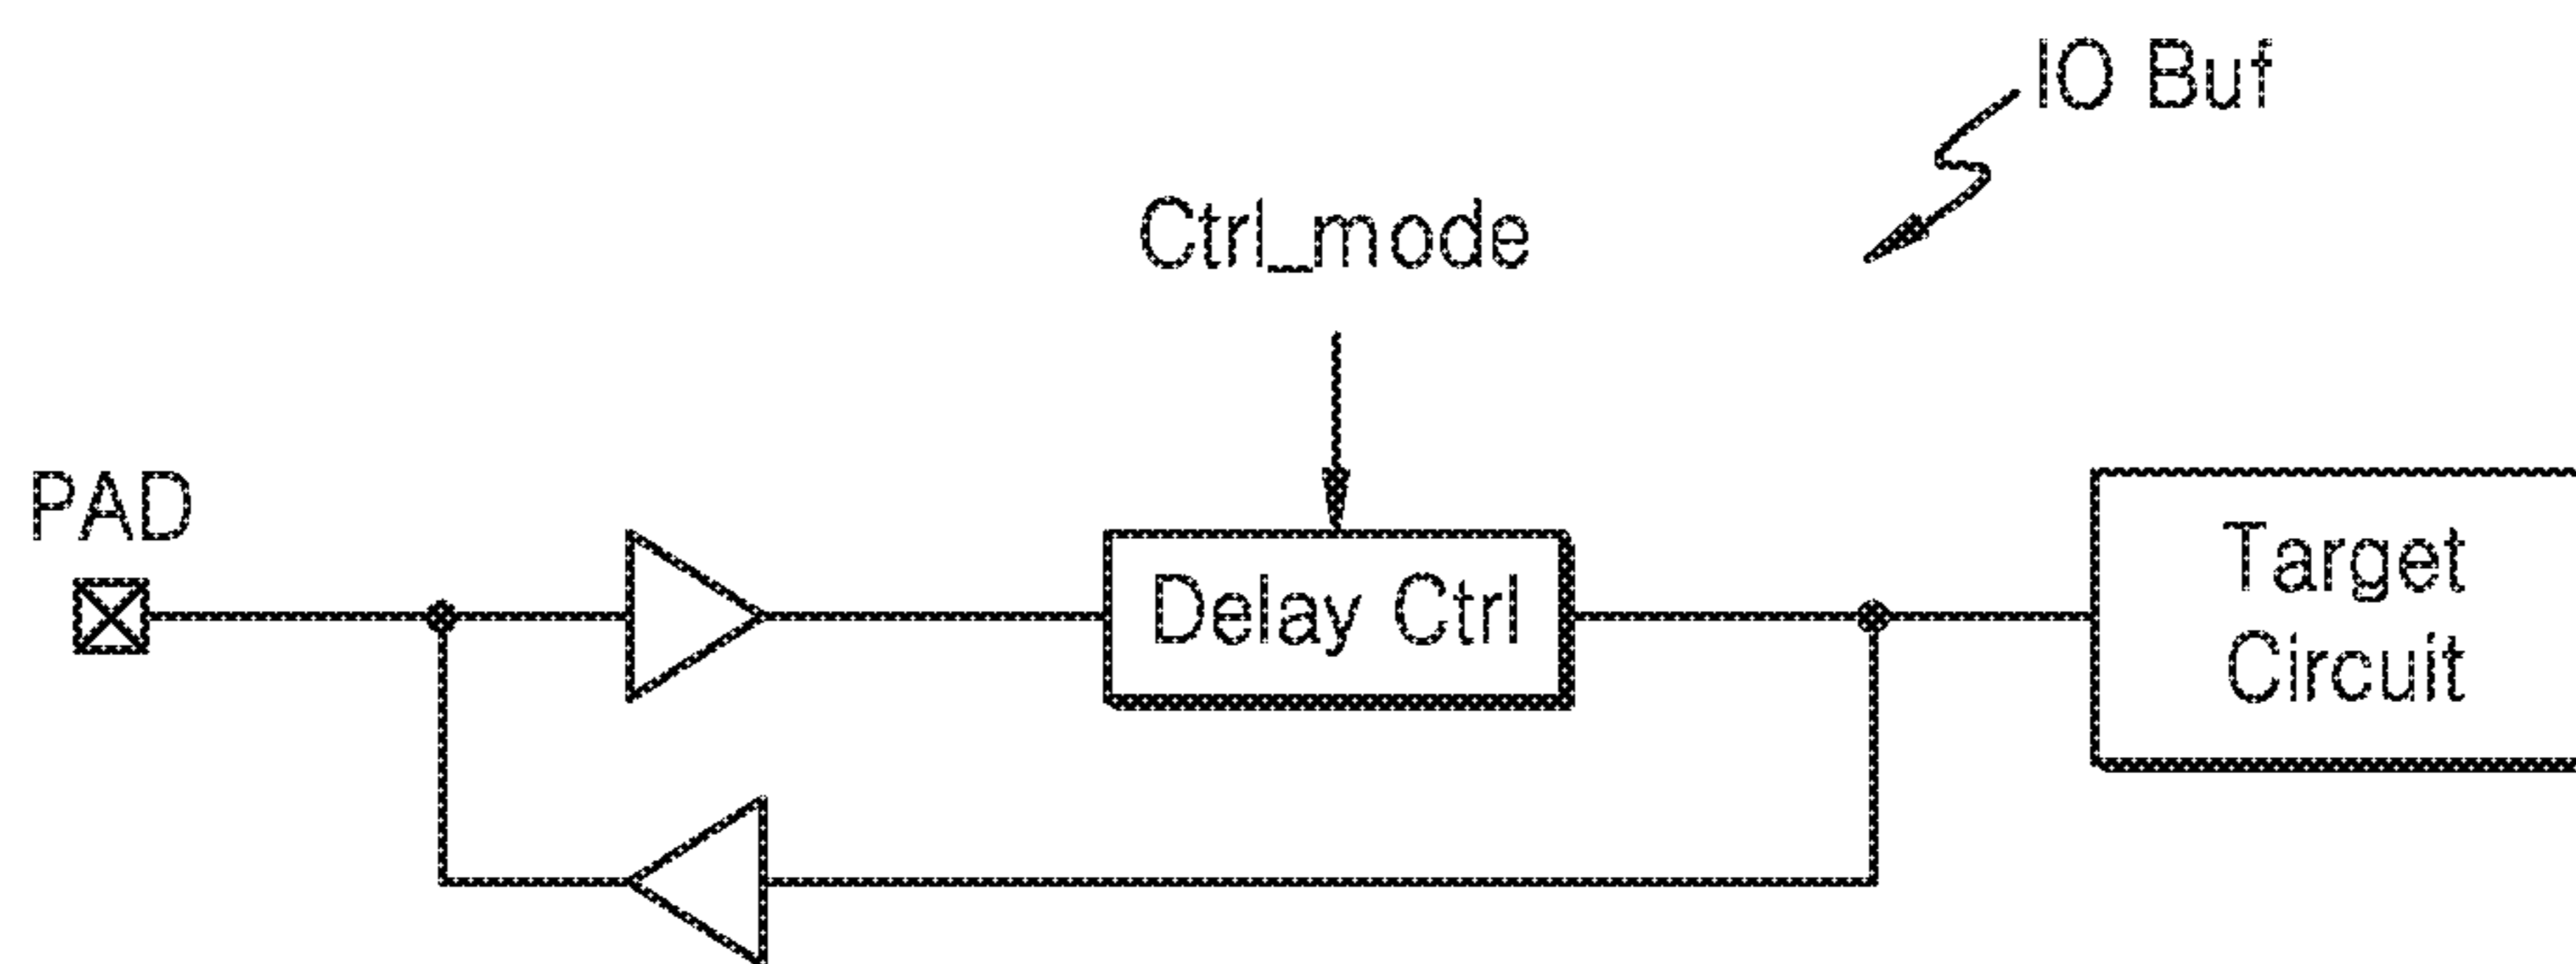 IO Buf
Ctrl_mode
PAD
Delay Ctrl
Target
Circuit